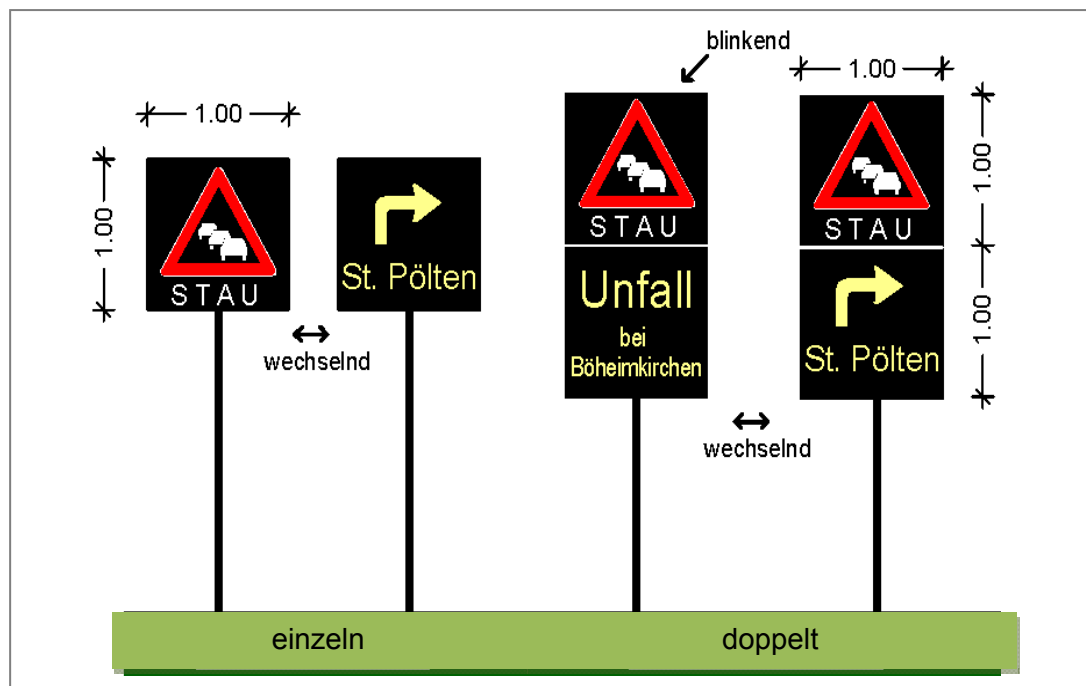 blinkend
1.00
1.00
1.00
STAU
St. Pölten
wechselnd
STAU
Unfall
bei
Böheimkirchen
STAU
St. Pölten
1.00
1.00
wechselnd
einzeln
doppelt